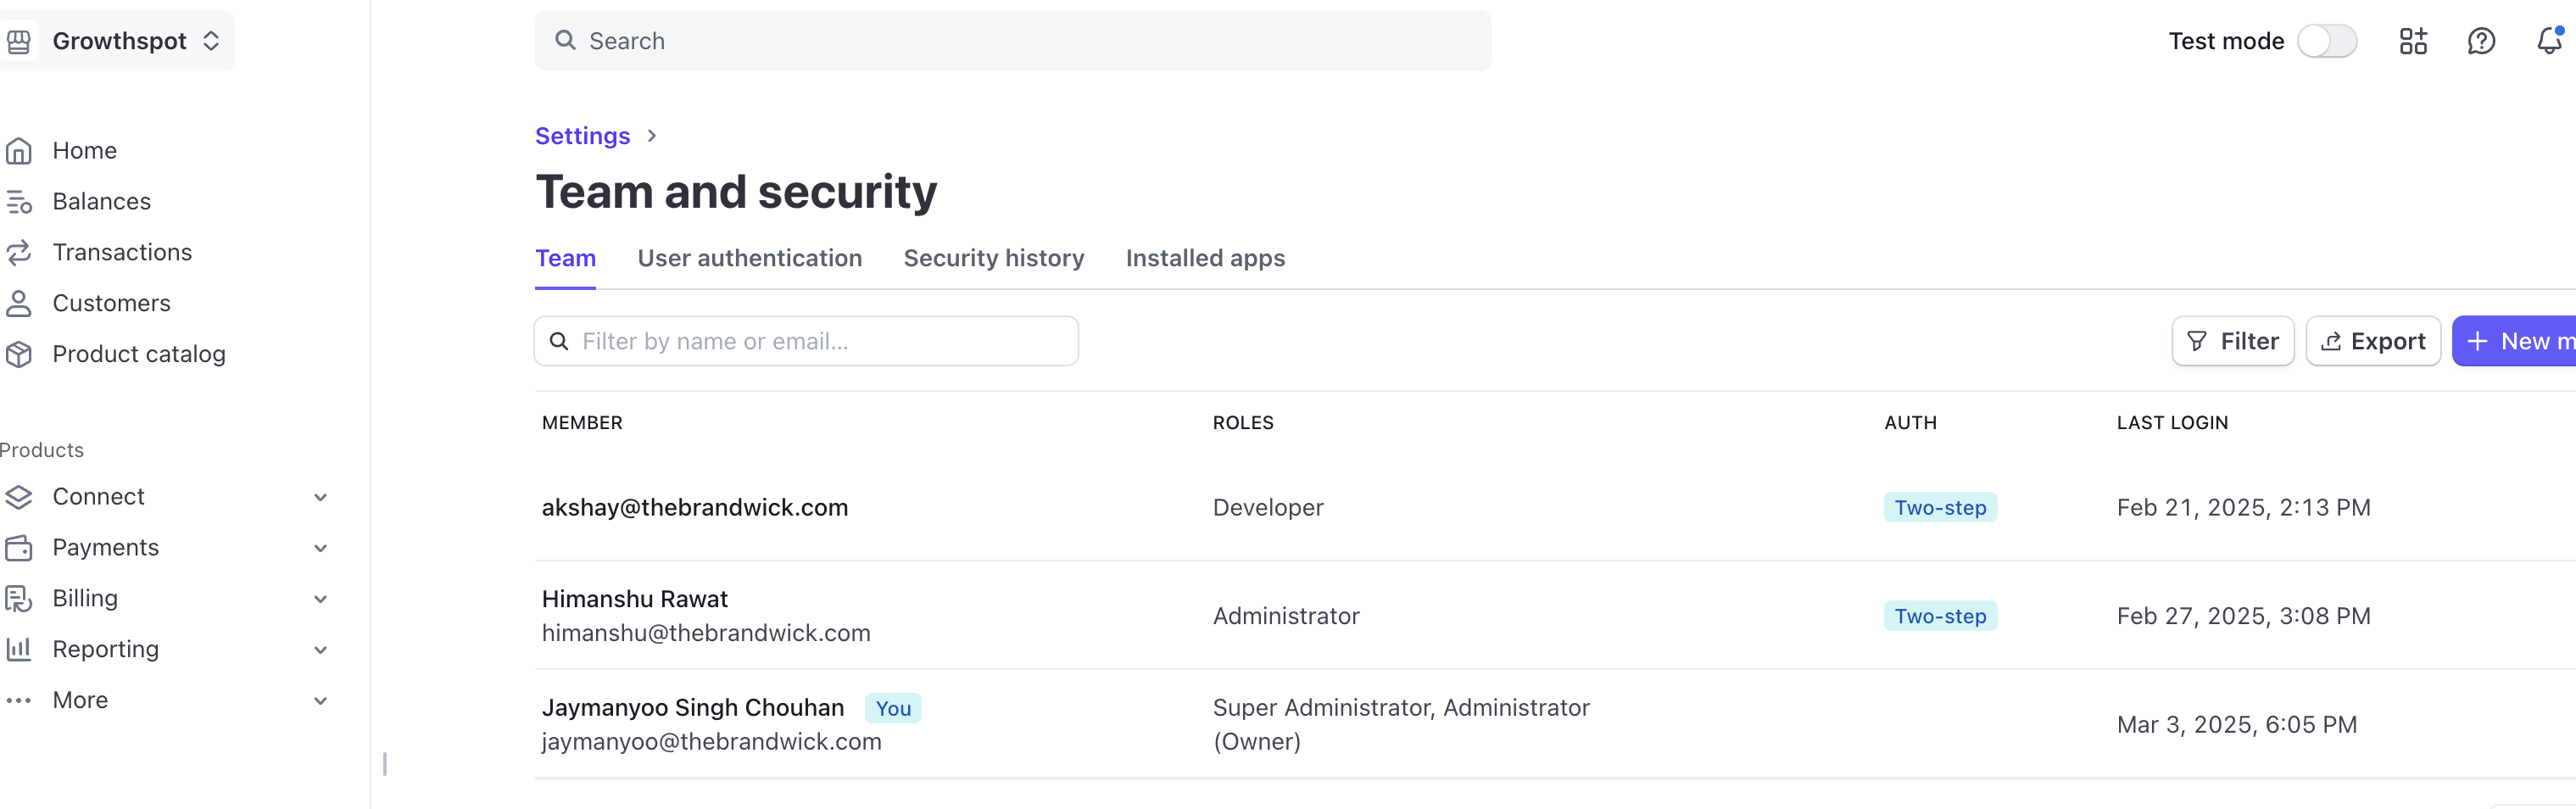 Growthspot
Search
Test mode
Home
Balances
Transactions
Customers
Product catalog
Products
Connect
Payments
Billing
Reporting
More
Settings
Team and security
Team User authentication Security history Installed apps
Filter by name or email...
Filter Export New m
MEMBER ROLES AUTH LAST LOGIN
akshay@thebrandwick.com Developer Two-step Feb 21, 2025, 2:13 PM
Himanshu Rawat
himanshu@thebrandwick.com Administrator Two-step Feb 27, 2025, 3:08 PM
Jaymanyoo Singh Chouhan You
jaymanyoo@thebrandwick.com
Super Administrator, Administrator
(Owner)
Mar 3, 2025, 6:05 PM